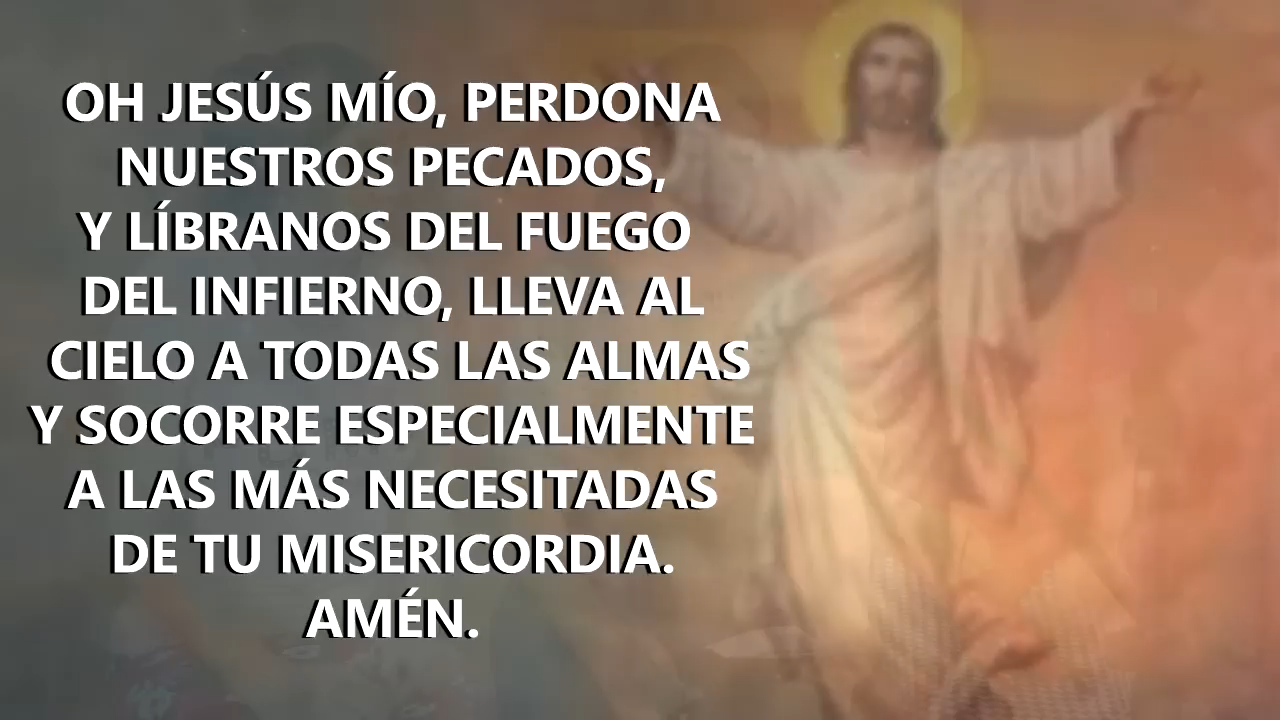 OH JESÚS MÍO, PERDONA
NUESTROS PECADOS,
Y LÍBRANOS DEL FUEGO
DEL INFIERNO, LLEVA AL
CIELO A TODAS LAS ALMAS
Y SOCORRE ESPECIALMENTE
A LAS MÁS NECESITADAS
DE TU MISERICORDIA.
AMÉN.